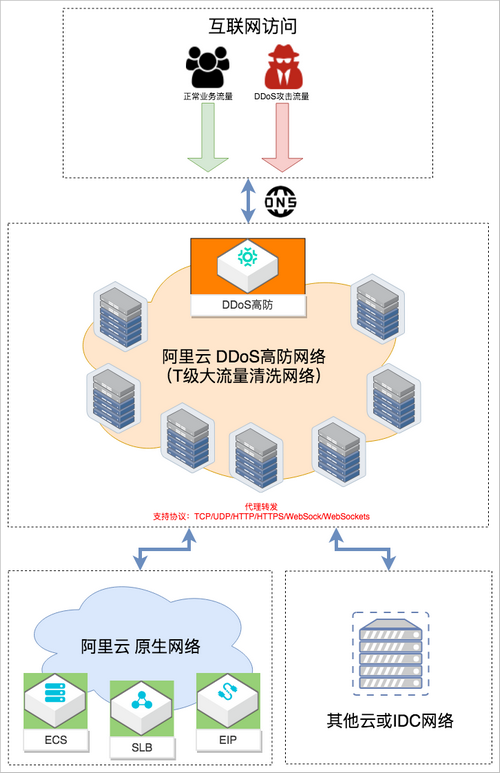 互联网访问
正常业务流量
DDoS攻击流量
DNS
DDoS高防
阿里云 DDoS高防网络
（T级大流量清洗网络）
代理转发
支持协议：TCP/UDP/HTTP/HTTPS/WebSock/WebSockets
阿里云 原生网络
ECS
SLB
EIP
其他云或IDC网络